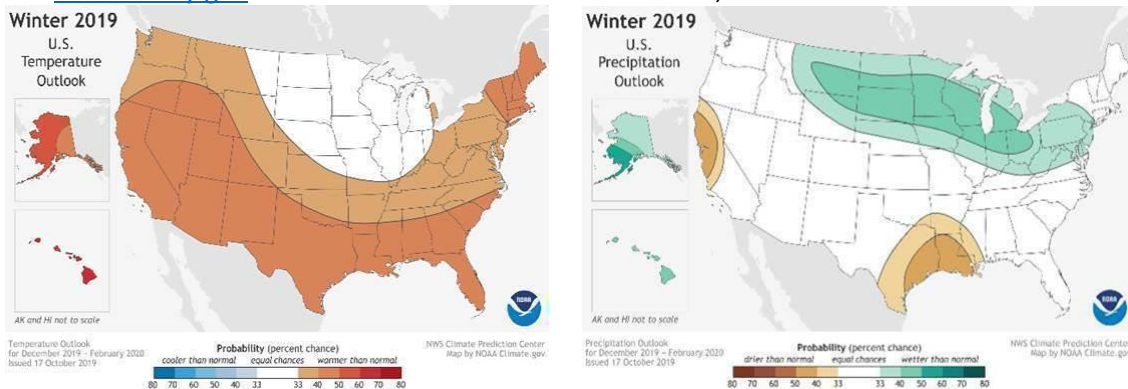 Winter 2019
U.S.
Temperature
Outlook
AK and HI not to scale
NOAA
Temperature Outlook
for December 2019 - February 2020
Issued 17 October 2019
Probability (percent chance)
cooler than normal equal chances warmer than normal
80 70 60 50 40 33 33 40 50 60 70 80
NWS Climate Prediction Center
Map by NOAA Climate.gov
Winter 2019
U.S.
Precipitation
Outlook
AK and HI not to scale
NOAA
Precipitation Outlook
for December 2019 - February 2020
Issued 17 October 2019
Probability (percent chance)
drier than normal equal chances wetter than normal
80 70 60 50 40 33 33 40 50 60 70 80
NWS Climate Prediction Center
Map by NOAA Climate.gov